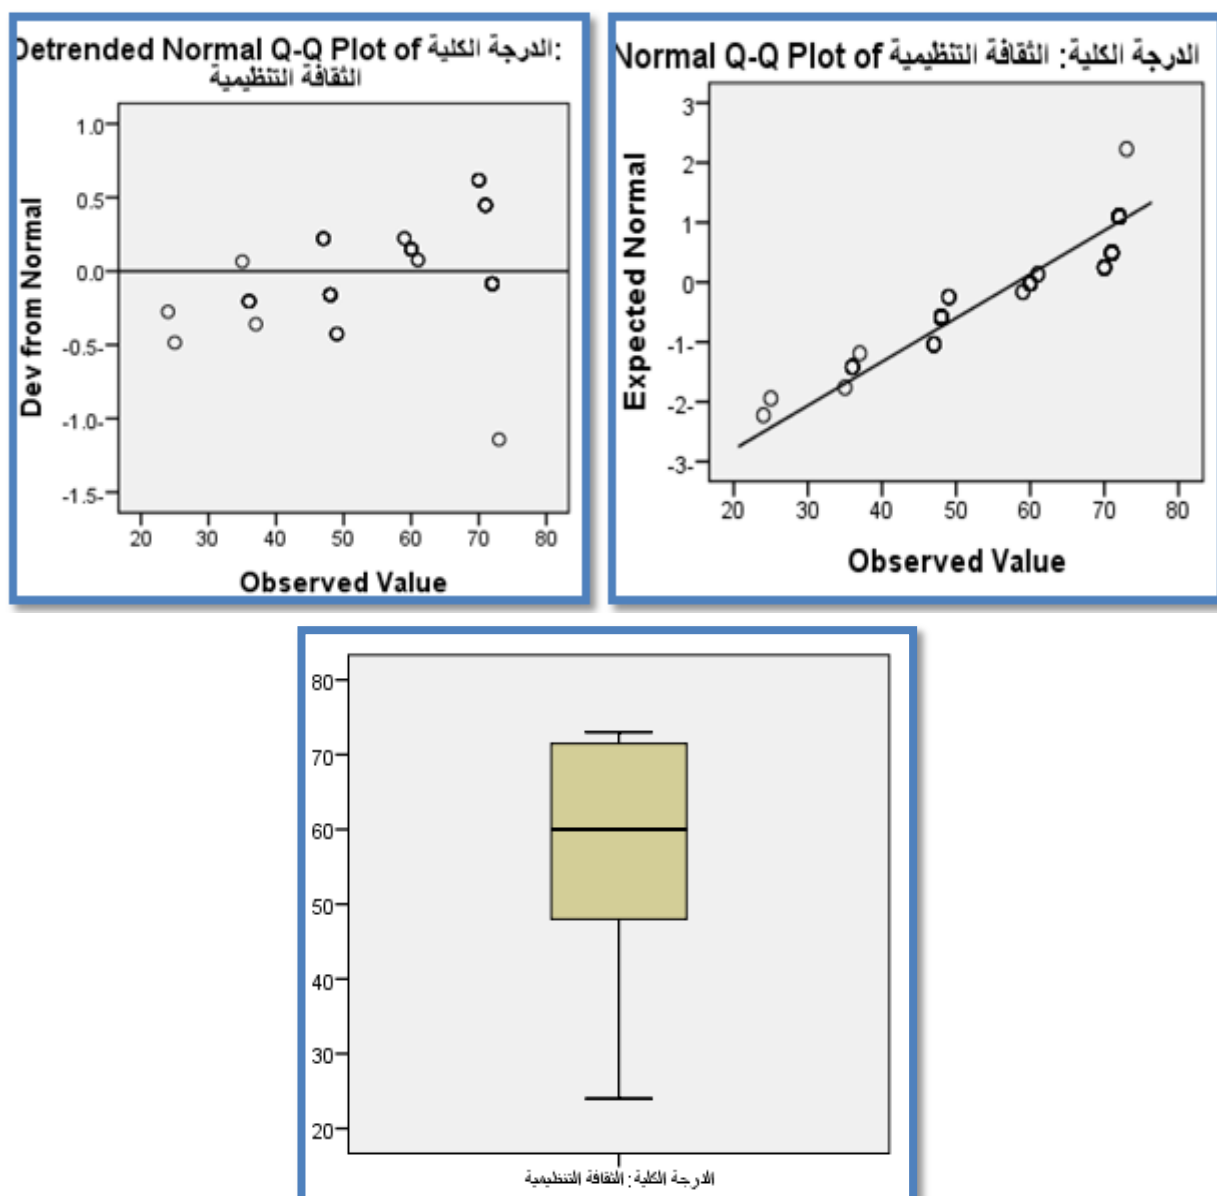 Detrended Normal Q-Q Plot of الدرجة الكلية:
الثقافة التنظيمية
1.0
0.5
0.0
-0.5-
-1.0-
-1.5-
Dev from Normal
20 30 40 50 60 70 80
Observed Value
Normal Q-Q Plot of الدرجة الكلية: الثقافة التنظيمية
3
2
1
0
-1-
-2-
-3-
Expected Normal
20 30 40 50 60 70 80
Observed Value
80
70
60
50
40
30
20
الدرجة الكلية: الثقافة التنظيمية